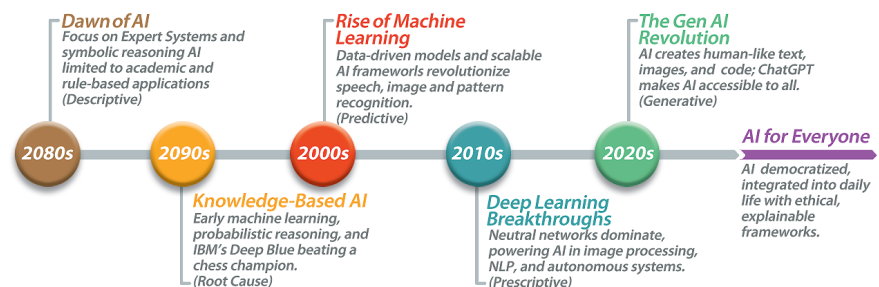 Dawn of AI
Focus on Expert Systems and
symbolic reasoning AI
limited to academic and
rule-based applications
(Descriptive)
Rise of Machine
Learning
Data-driven models and scalable
AI frameworls revolutionize
speech, image and pattern
recognition.
(Predictive)
The Gen AI
Revolution
AI creates human-like text,
images, and code; ChatGPT
makes AI accessible to all.
(Generative)
2080s
2090s
2000s
2010s
2020s
AI for Everyone
AI democratized,
integrated into daily
life with ethical,
explainable
frameworks.
Knowledge-Based AI
Early machine learning,
probabilistic reasoning, and
IBM's Deep Blue beating a
chess champion.
(Root Cause)
Deep Learning
Breakthroughs
Neutral networks dominate,
powering AI in image processing,
NLP, and autonomous systems.
(Prescriptive)